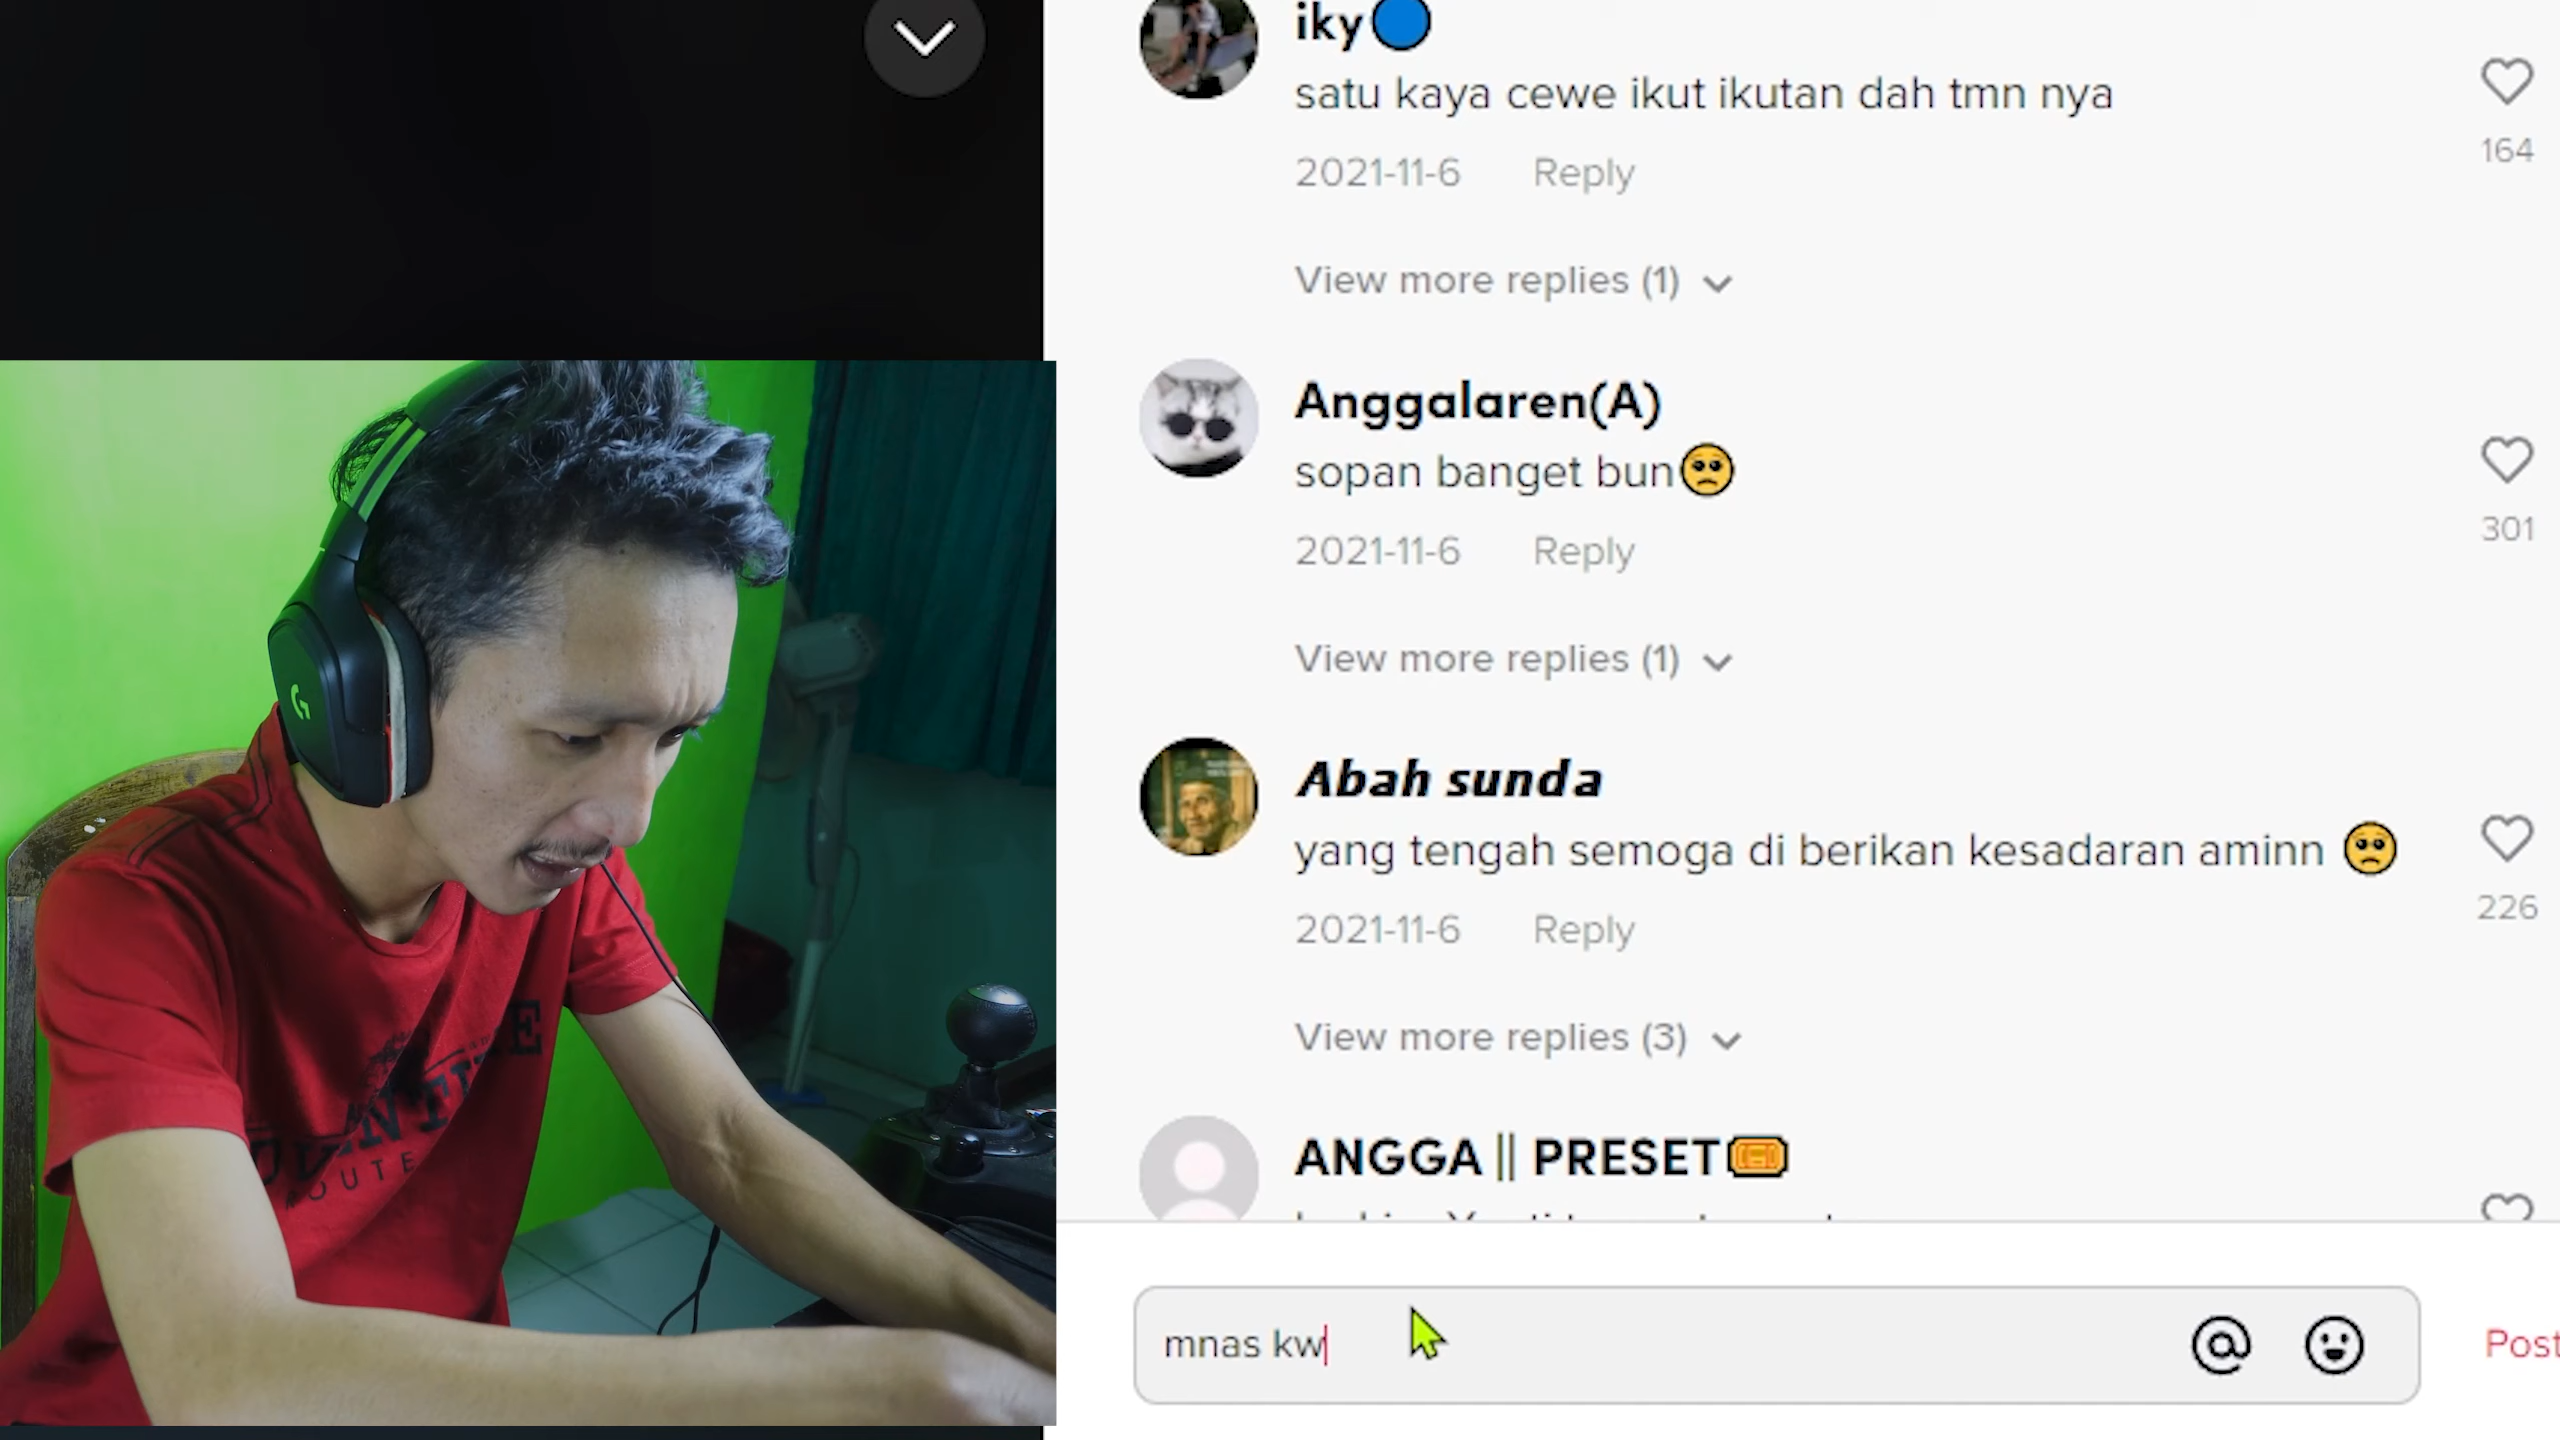 iky
satu kaya cewe ikut ikutan dah tmn nya
164
2021-11-6 Reply
View more replies (1)
Anggalaren(A)
sopan banget bun
301
2021-11-6 Reply
View more replies (1)
Abah sunda
yang tengah semoga di berikan kesadaran aminn
226
2021-11-6 Reply
View more replies (3)
ANGGA || PRESET
mnas kw
Post
ROUTE